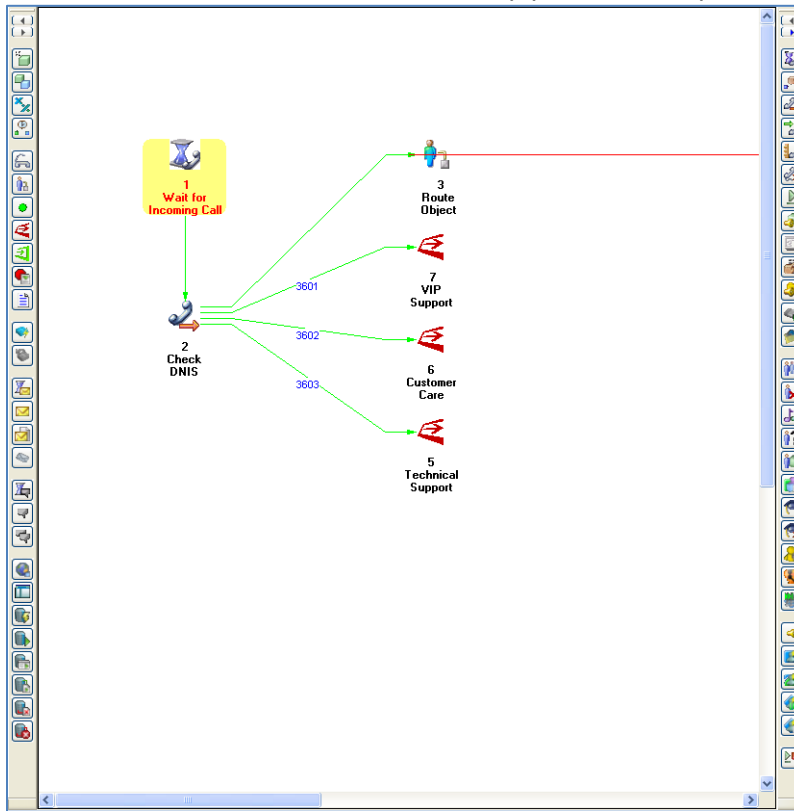 1
Wait for
Incoming Call
3
Route
Object
3601
7
VIP
Support
2
Check
DNIS
3602
6
Customer
Care
3603
5
Technical
Support